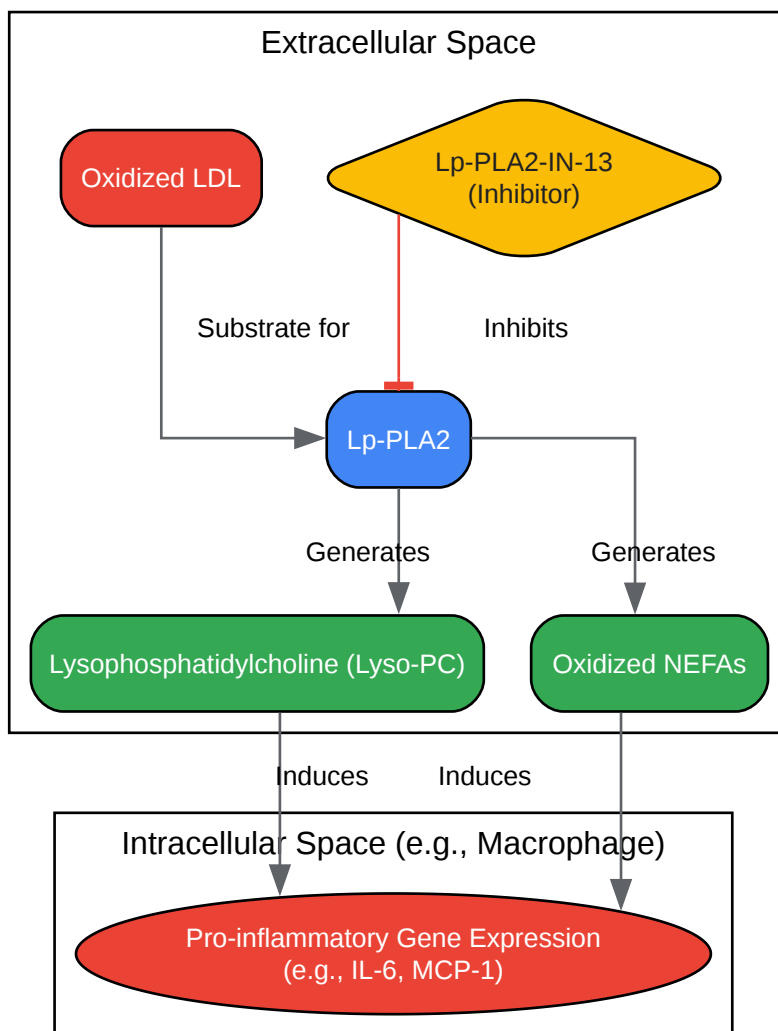 Extracellular Space
Oxidized LDL
Lp-PLA2-IN-13
(Inhibitor)
Substrate for
Inhibits
Lp-PLA2
Generates
Generates
Lysophosphatidylcholine (Lyso-PC)
Oxidized NEFAs
Induces
Induces
Intracellular Space (e.g., Macrophage)
Pro-inflammatory Gene Expression
(e.g., IL-6, MCP-1)